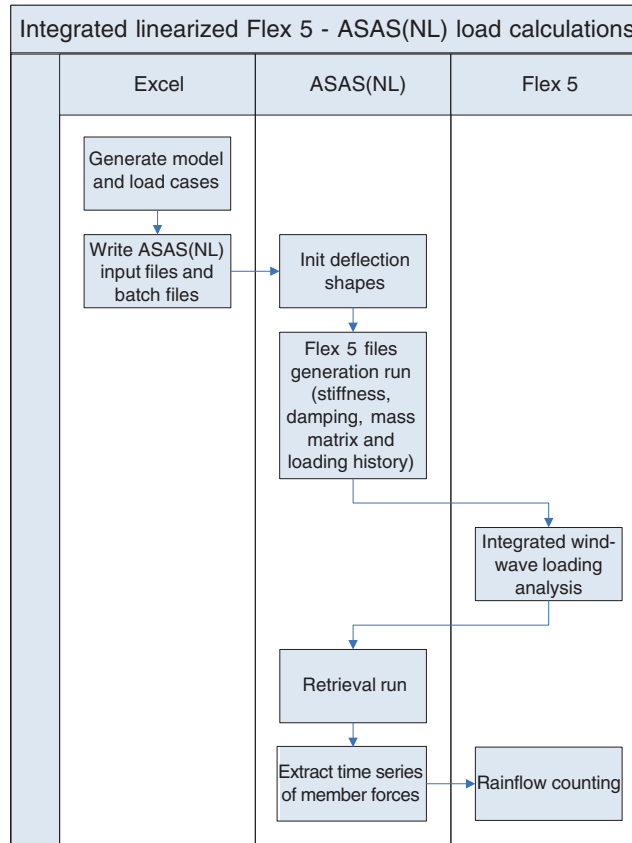 Integrated linearized Flex 5 - ASAS(NL) load calculations
Excel
ASAS(NL)
Flex 5
Generate model
and load cases
Write ASAS(NL)
input files and
batch files
Init deflection
shapes
Flex 5 files
generation run
(stiffness,
damping, mass
matrix and
loading history)
Integrated wind-
wave loading
analysis
Retrieval run
Extract time series
of member forces
Rainflow counting